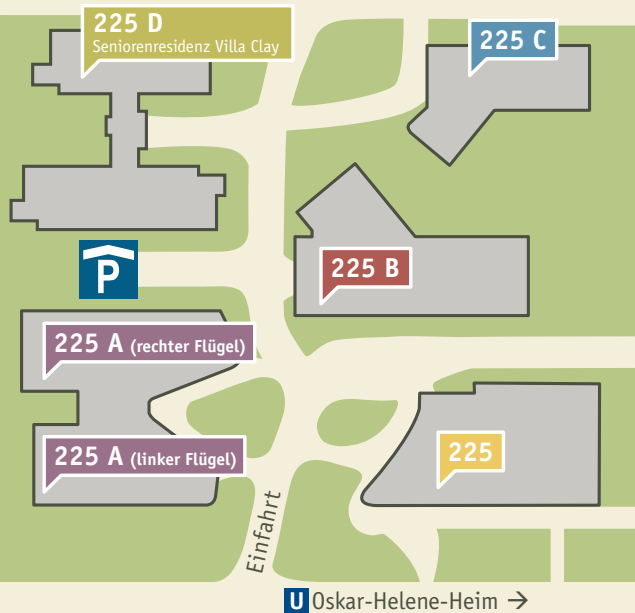 225 D
Seniorenresidenz Villa Clay
225 C
225 B
P
225 A (rechter Flügel)
225 A (linker Flügel)
225
Einfahrt
U Oskar-Helene-Heim →